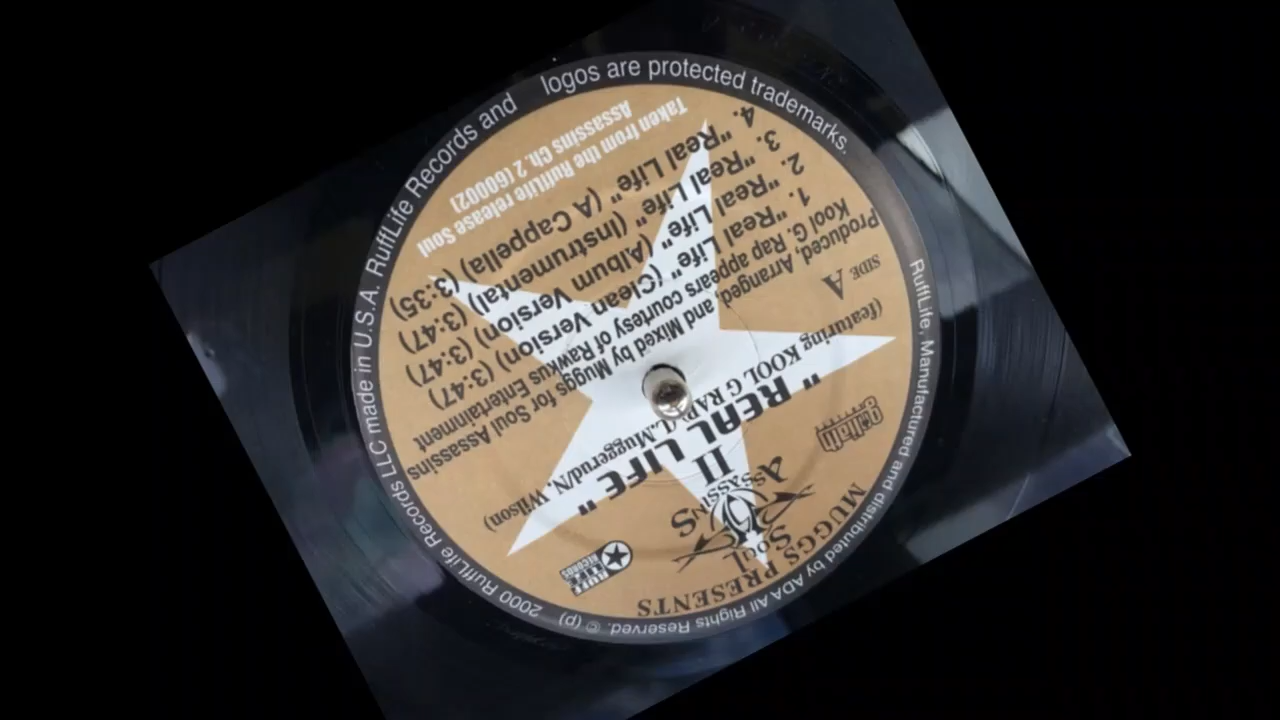 MUGGS PRESENTS
Soul
ASSASSINS
II
"REAL LIFE"
(featuring KOOL G RAP) (L. Muggerud/N. Wilson)
SIDE A
RUFF LIFE RECORDS
Kool G. Rap appears courtesy of Rawkus Entertainment
Produced, Arranged, and Mixed by Muggs for Soul Assassins
1. "Real Life" (Clean Version) (3:47)
2. "Real Life" (Album Version) (3:47)
3. "Real Life" (Instrumental) (3:47)
4. "Real Life" (A Cappella) (3:35)
Taken from the RuffLife release Soul
Assassins Ch. 2 (60002)
2000 RuffLife Records LLC made in U.S.A. RuffLife Records and logos are protected trademarks.
RuffLife, Manufactured and distributed by ADA All Rights Reserved. © (p)